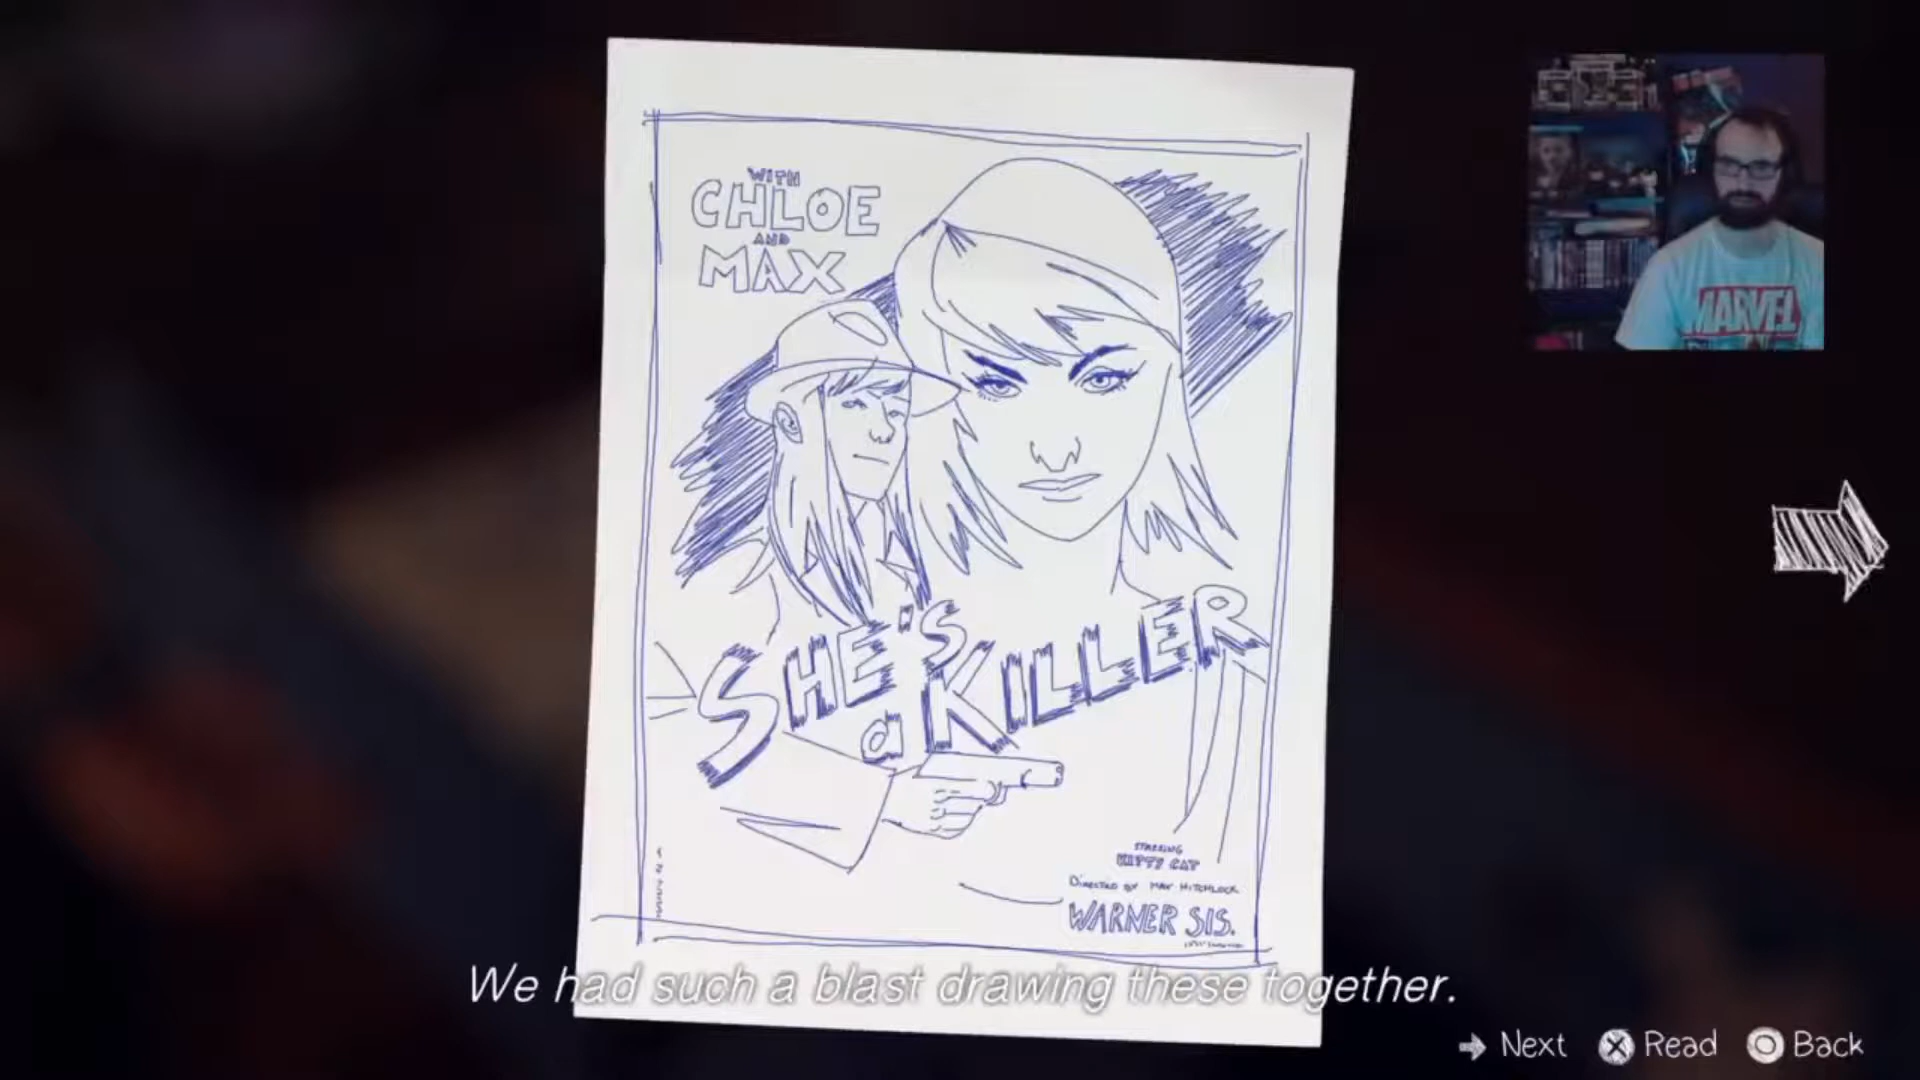 WITH
CHLOE
AND
MAX
SHE'S
a KILLER
STARRING
KITTY CAT
DIRECTED BY MAX HITCHLOCK
WARNER SIS.
MARVEL
We had such a blast drawing these together.
Next
Read
Back